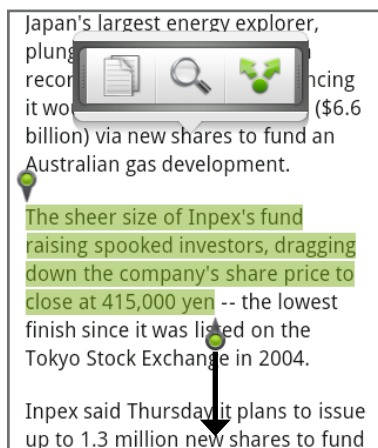 Japan's largest energy explorer,
plung
recor ncing
it wo ($6.6
billion) via new shares to fund an
Australian gas development.
The sheer size of Inpex's fund
raising spooked investors, dragging
down the company's share price to
close at 415,000 yen -- the lowest
finish since it was listed on the
Tokyo Stock Exchange in 2004.
Inpex said Thursday it plans to issue
up to 1.3 million new shares to fund